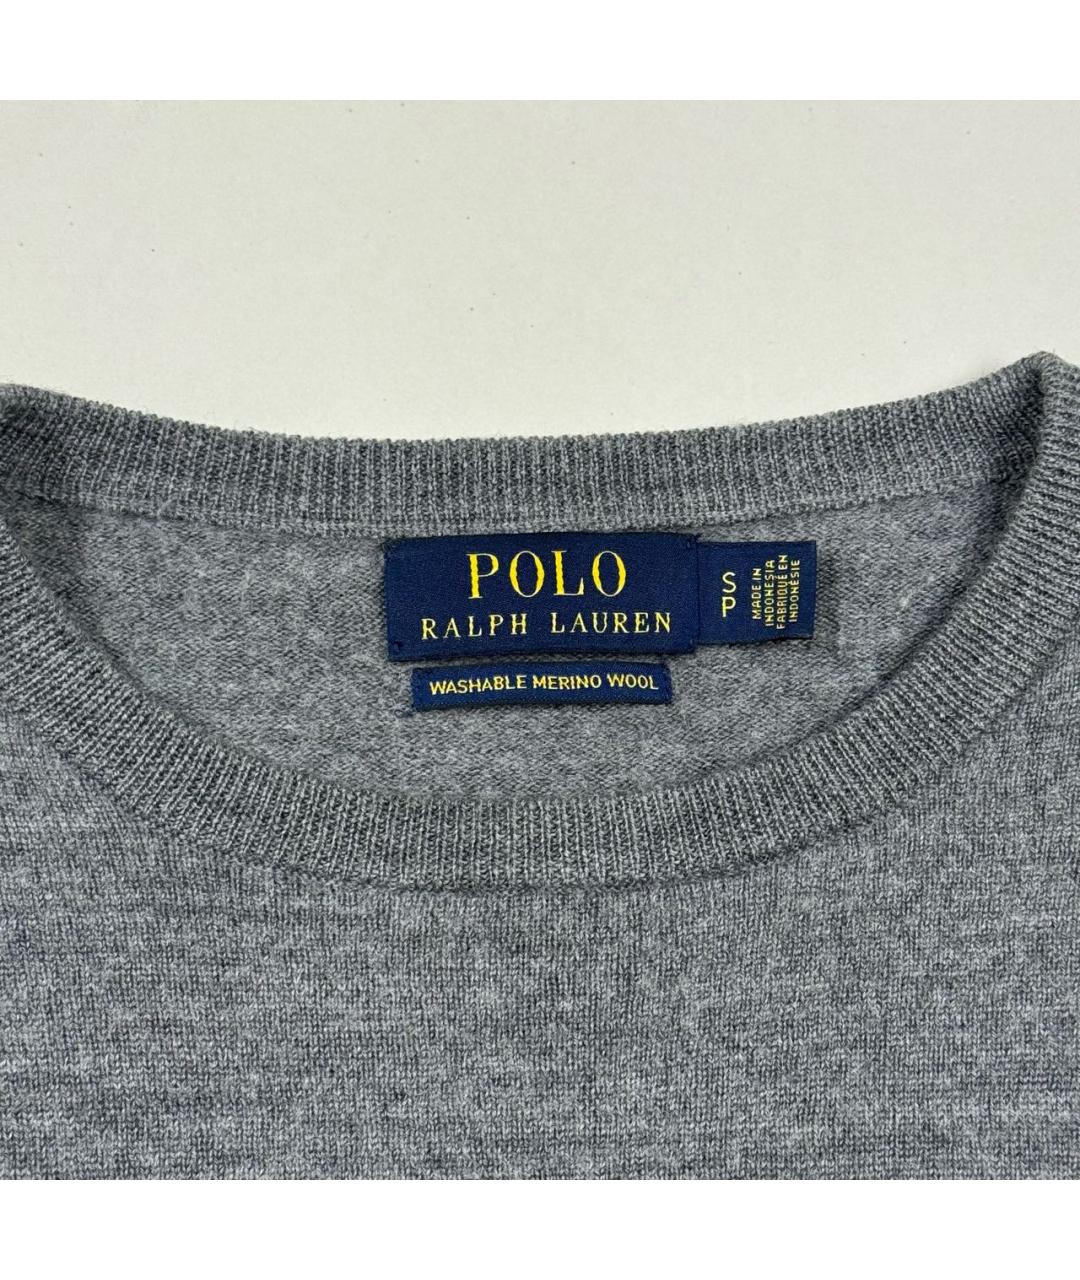 POLO
RALPH LAUREN
S
P
MADE IN
INDONESIA
FABRIQUÉ EN
INDONÉSIE
WASHABLE MERINO WOOL